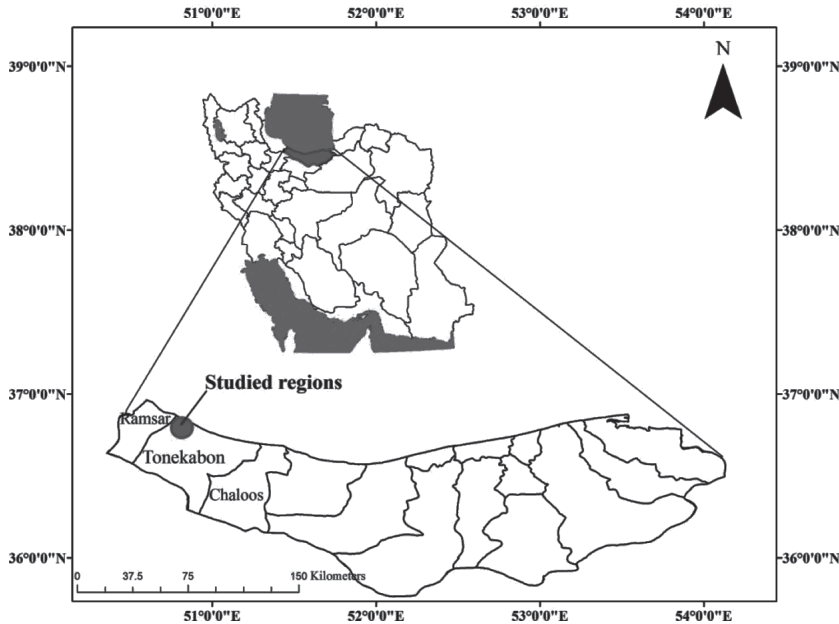 51°0'0"E 52°0'0"E 53°0'0"E 54°0'0"E
39°0'0"N 39°0'0"N
N
38°0'0"N 38°0'0"N
37°0'0"N 37°0'0"N
Studied regions
Ramsar
Tonekabon
Chaloos
36°0'0"N 36°0'0"N
0 37.5 75 150 Kilometers
51°0'0"E 52°0'0"E 53°0'0"E 54°0'0"E